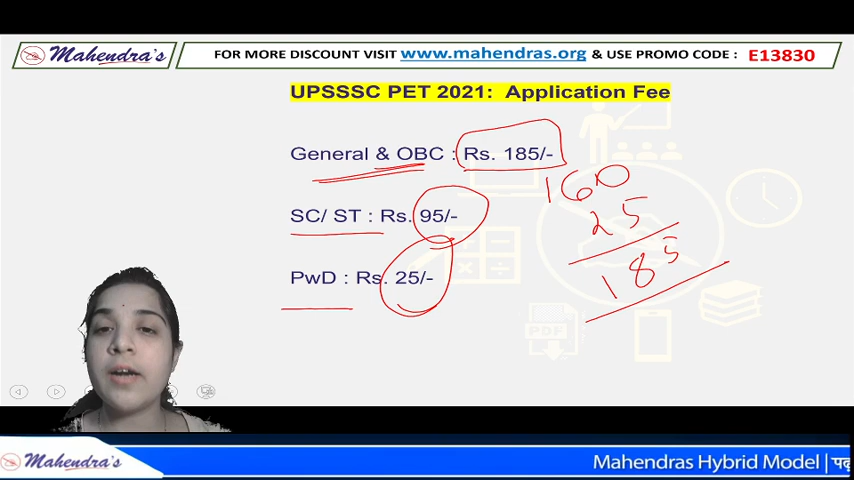 Mahendra's
FOR MORE DISCOUNT VISIT www.mahendras.org & USE PROMO CODE : E13830
UPSSSC PET 2021: Application Fee
General & OBC : Rs. 185/-
160
SC/ ST : Rs. 95/-
25
185
PwD : Rs. 25/-
PDF
Mahendra's
Mahendras Hybrid Model |